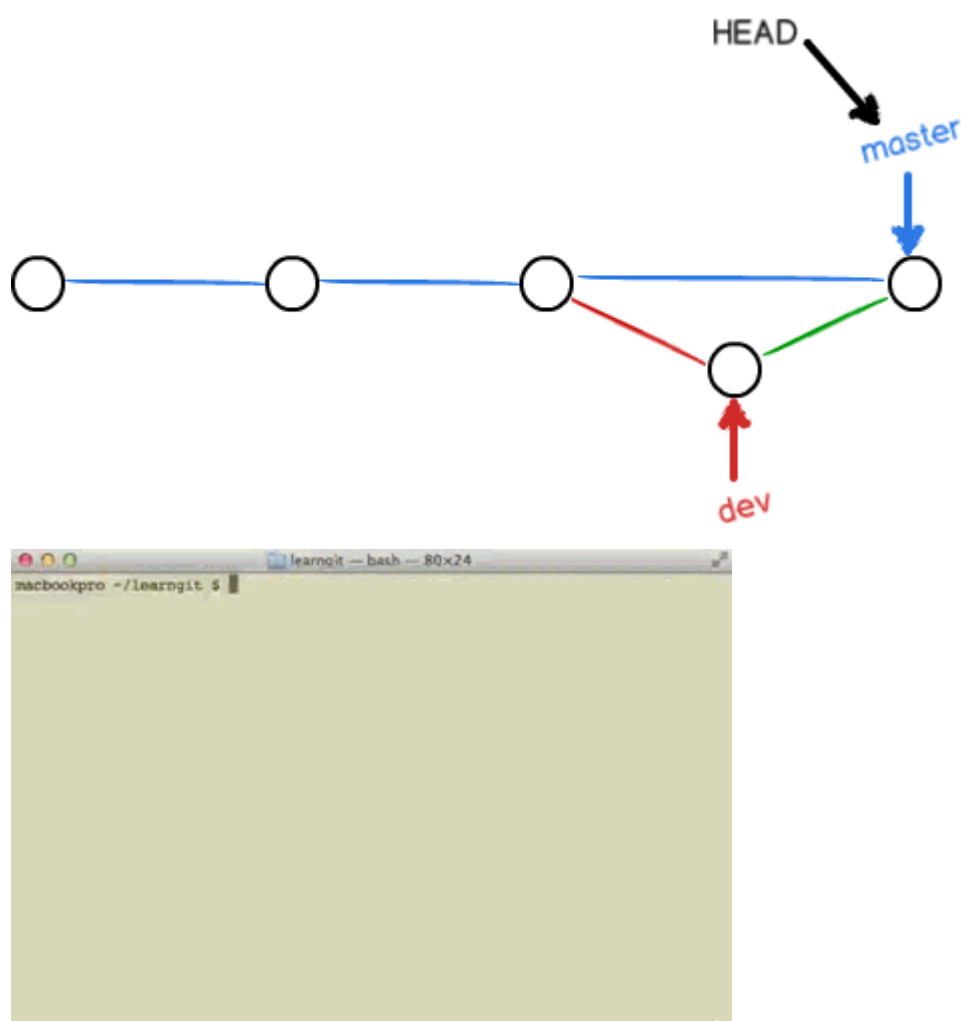 HEAD
master
dev
learngit — bash — 80×24
macbookpro ~/learngit $